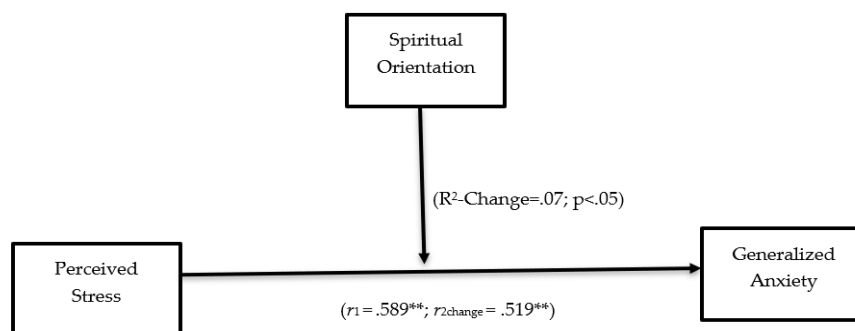 Spiritual
Orientation
(R²-Change=.07; p<.05)
Perceived
Stress
Generalized
Anxiety
(r1 = .589**; r2change = .519**)